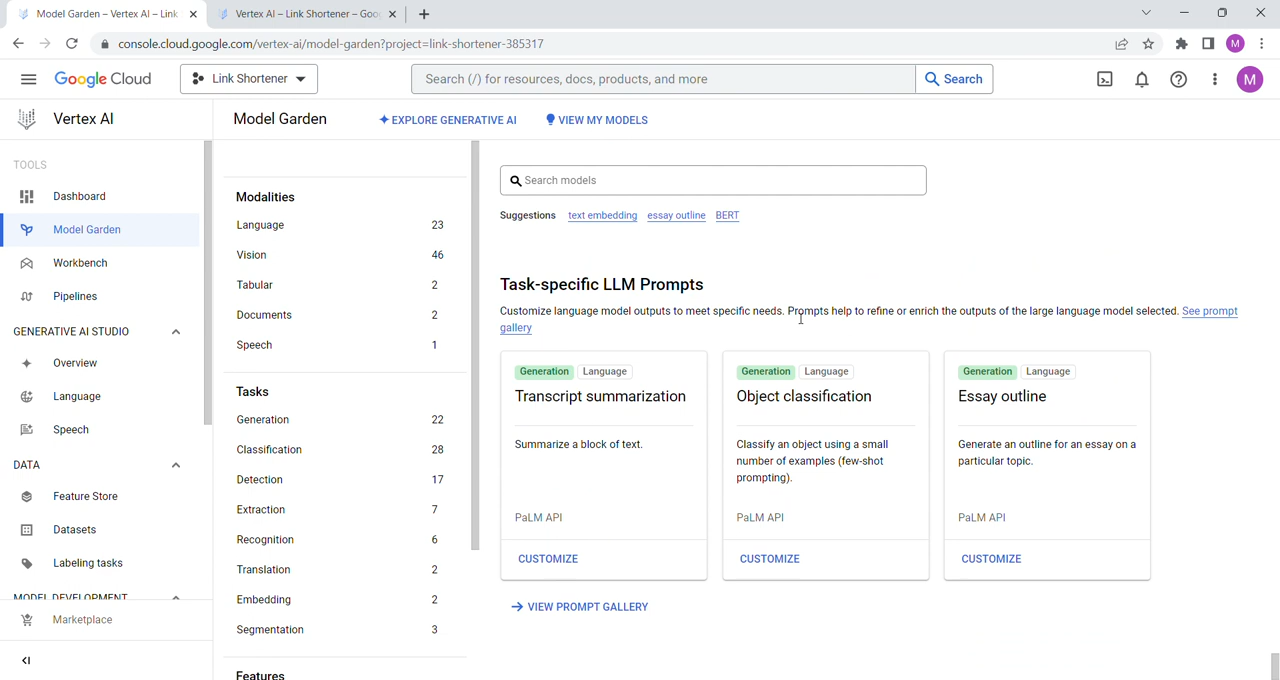 Model Garden – Vertex AI – Link
Vertex AI – Link Shortener – Goo
console.cloud.google.com/vertex-ai/model-garden?project=link-shortener-385317
M
Google Cloud
Link Shortener
Search (/) for resources, docs, products, and more
Search
M
Vertex AI
Model Garden
EXPLORE GENERATIVE AI
VIEW MY MODELS
TOOLS
Dashboard
Model Garden
Workbench
Pipelines
GENERATIVE AI STUDIO
Overview
Language
Speech
DATA
Feature Store
Datasets
Labeling tasks
MODEL DEVELOPMENT
Marketplace
Modalities
Language 23
Vision 46
Tabular 2
Documents 2
Speech 1
Tasks
Generation 22
Classification 28
Detection 17
Extraction 7
Recognition 6
Translation 2
Embedding 2
Segmentation 3
Features
Search models
Suggestions text embedding essay outline BERT
Task-specific LLM Prompts
Customize language model outputs to meet specific needs. Prompts help to refine or enrich the outputs of the large language model selected. See prompt
gallery
Generation Language
Transcript summarization
Summarize a block of text.
PaLM API
CUSTOMIZE
Generation Language
Object classification
Classify an object using a small
number of examples (few-shot
prompting).
PaLM API
CUSTOMIZE
Generation Language
Essay outline
Generate an outline for an essay on a
particular topic.
PaLM API
CUSTOMIZE
VIEW PROMPT GALLERY